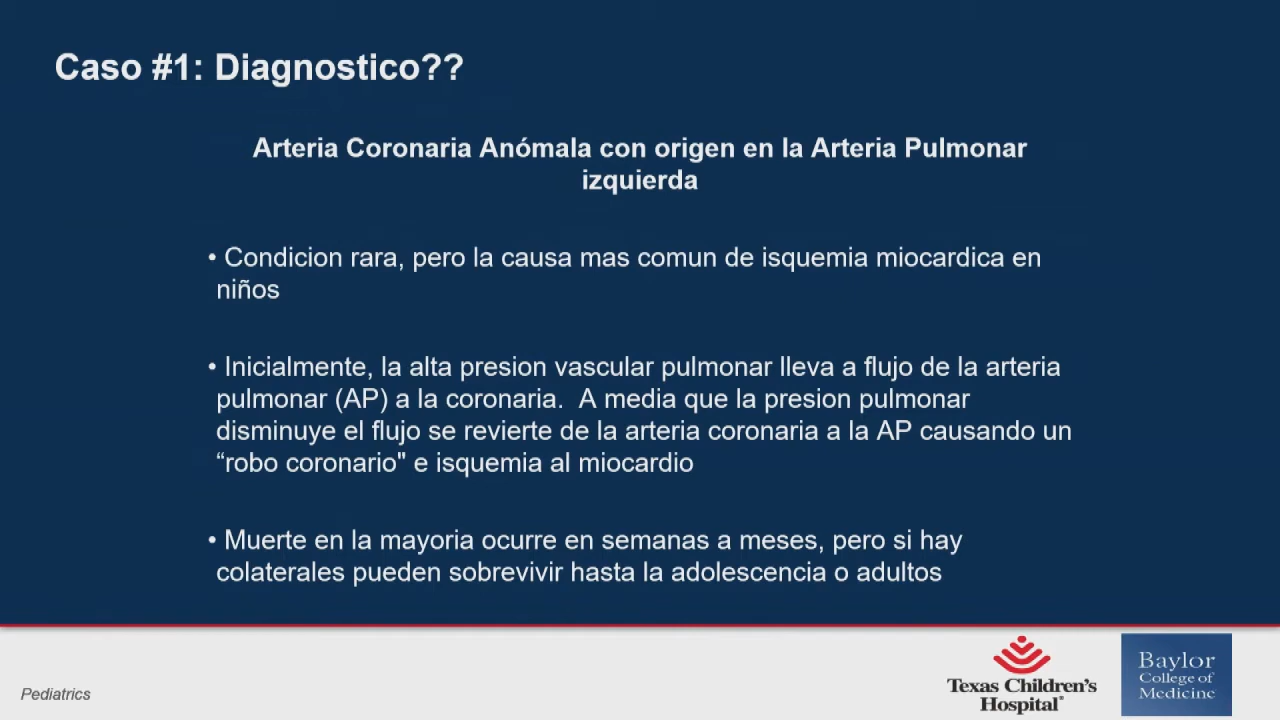 Caso #1: Diagnostico??
Arteria Coronaria Anómala con origen en la Arteria Pulmonar
izquierda
• Condicion rara, pero la causa mas comun de isquemia miocardica en
niños
• Inicialmente, la alta presion vascular pulmonar lleva a flujo de la arteria
pulmonar (AP) a la coronaria.  A media que la presion pulmonar
disminuye el flujo se revierte de la arteria coronaria a la AP causando un
“robo coronario" e isquemia al miocardio
• Muerte en la mayoria ocurre en semanas a meses, pero si hay
colaterales pueden sobrevivir hasta la adolescencia o adultos
Pediatrics
Texas Children's
Hospital®
Baylor
College of
Medicine